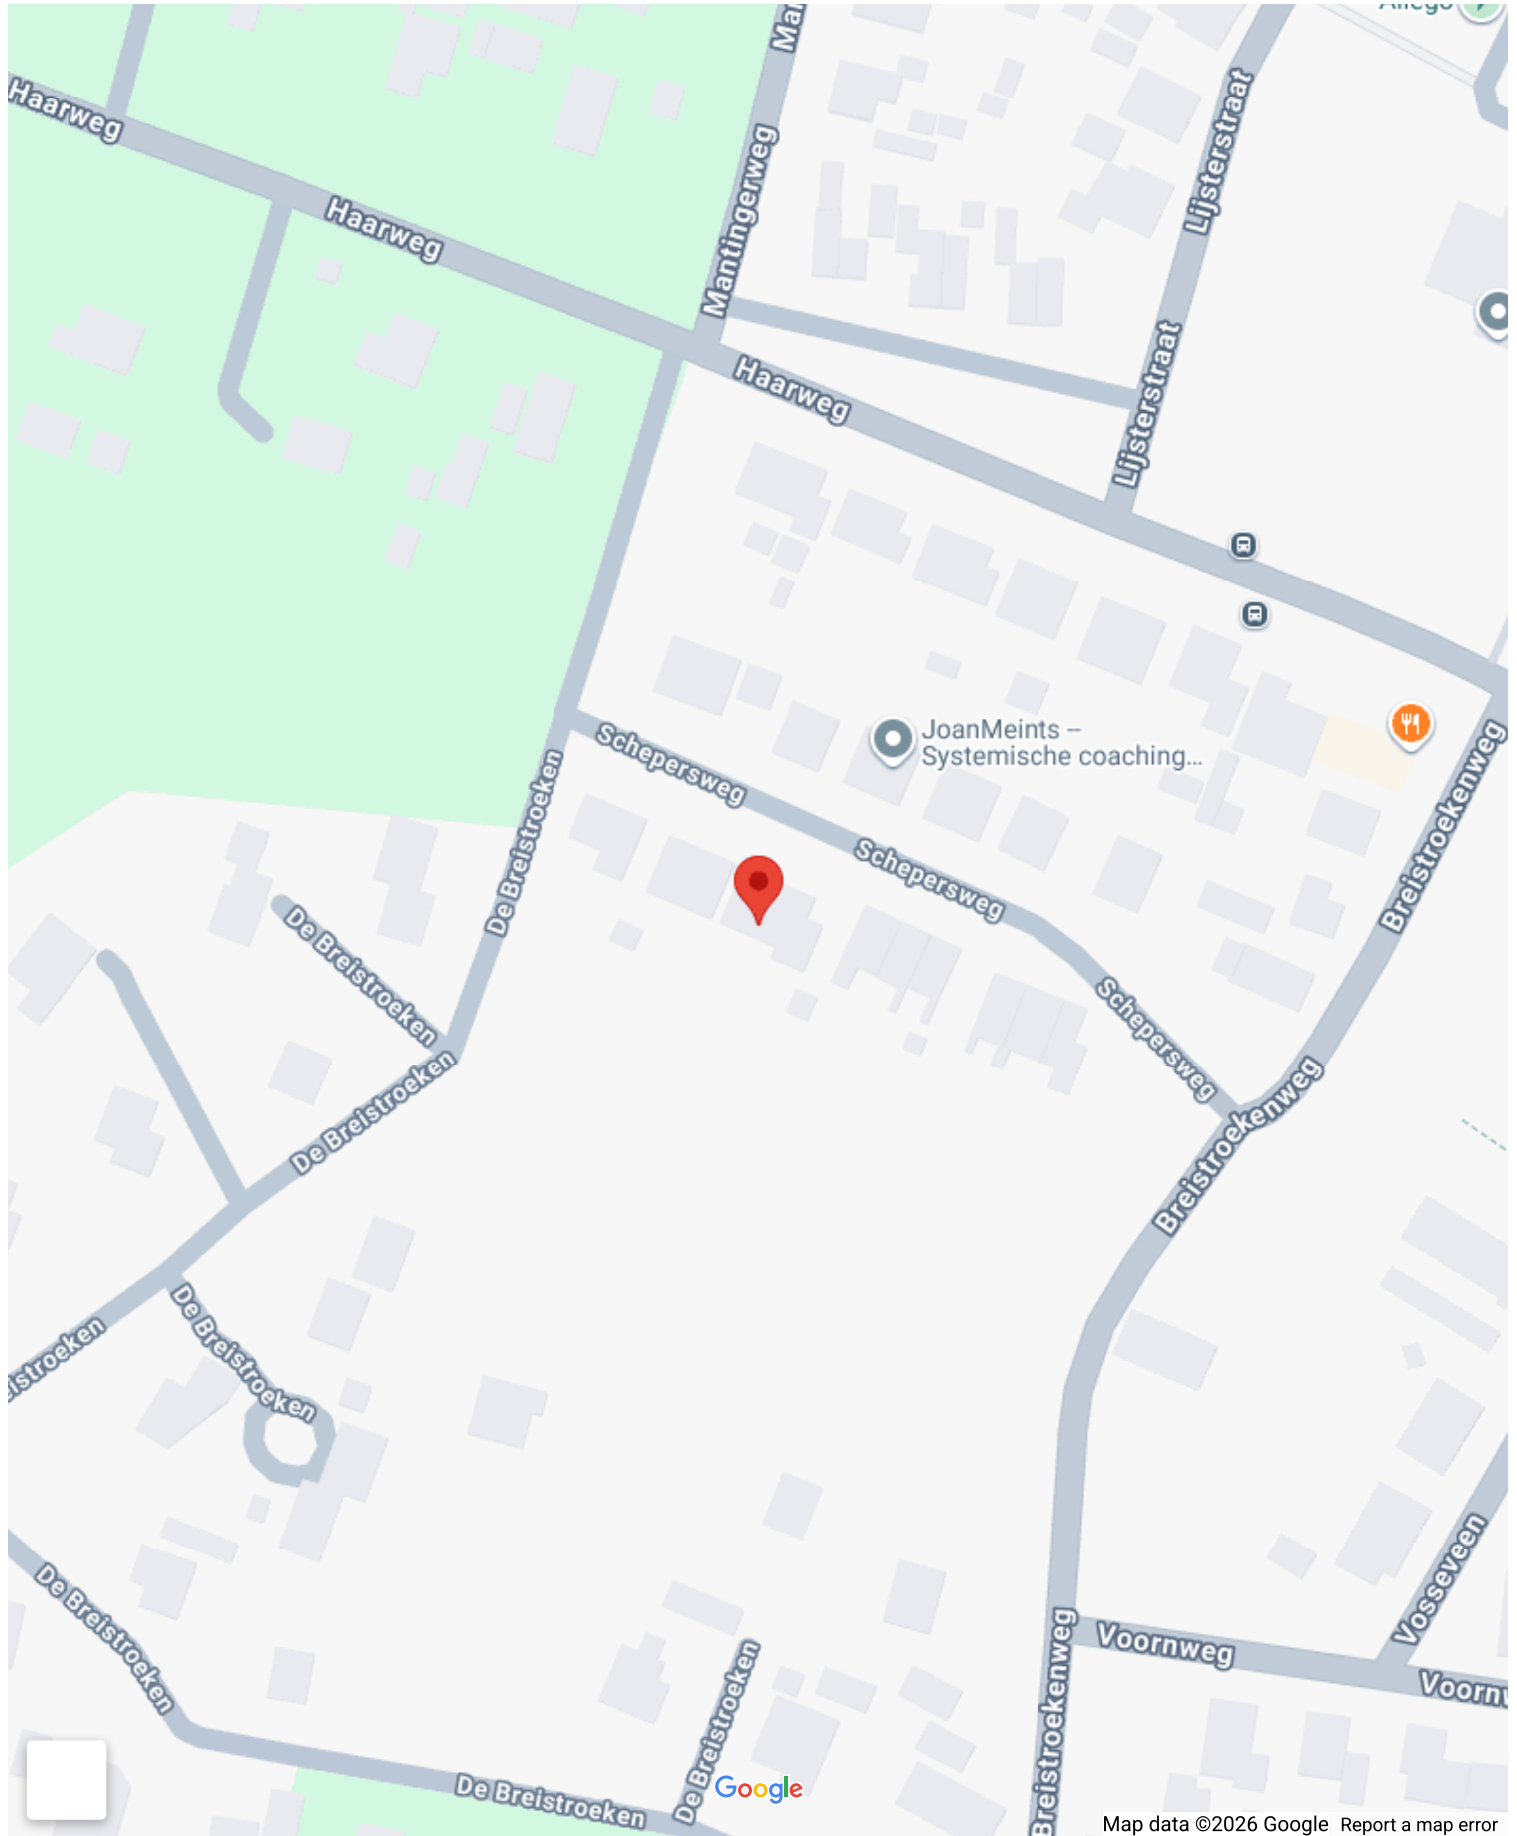 Allego
Haarweg
Haarweg
Mantingerweg
Lijsterstraat
Lijsterstraat
Haarweg
JoanMeints –
Systemische coaching...
Schepersweg
Schepersweg
Schepersweg
De Breistroeken
De Breistroeken
De Breistroeken
Breistroekenweg
Breistroekenweg
De Breistroeken
De Breistroeken
De Breistroeken
De Breistroeken
Breistroekenweg
Voornweg
Vosseveen
Google
Map data ©2026 Google
Report a map error